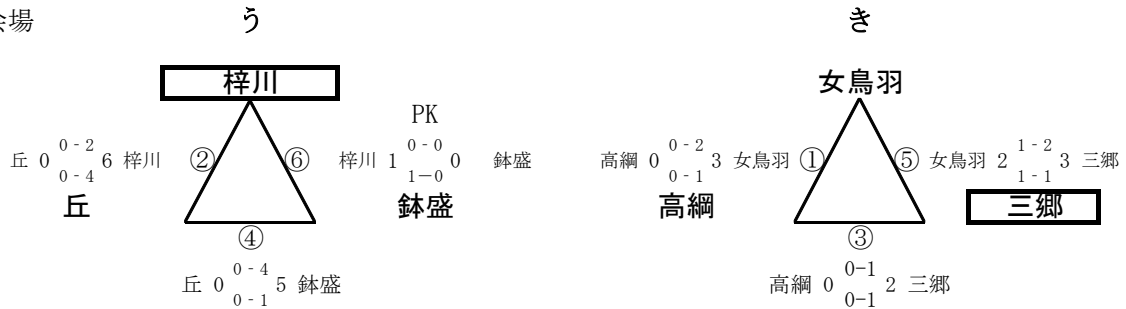 会場 う き
梓川 女鳥羽
PK
丘 0 0-2 6 梓川 ② ⑥ 梓川 1 0-0 0 鉢盛 高綱 0 0-2 3 女鳥羽 ① ⑤ 女鳥羽 2 1-2 3 三郷
0-4 1-0 0-1 1-1
丘 鉢盛 高綱 三郷
④ ③
丘 0 0-4 5 鉢盛 高綱 0 0-1 2 三郷
0-1 0-1